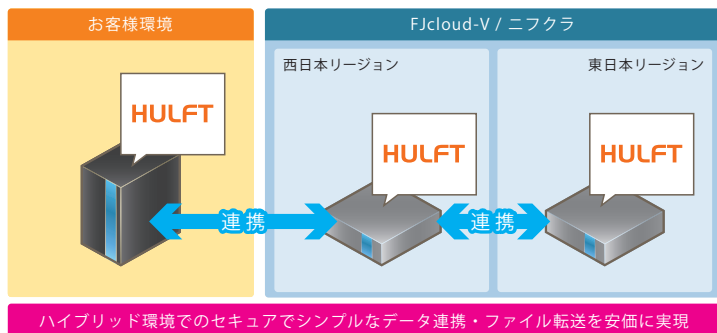 お客様環境
FJcloud-V / ニフクラ
西日本リージョン
東日本リージョン
HULFT
HULFT
HULFT
連携
連携
ハイブリッド環境でのセキュアでシンプルなデータ連携・ファイル転送を安価に実現